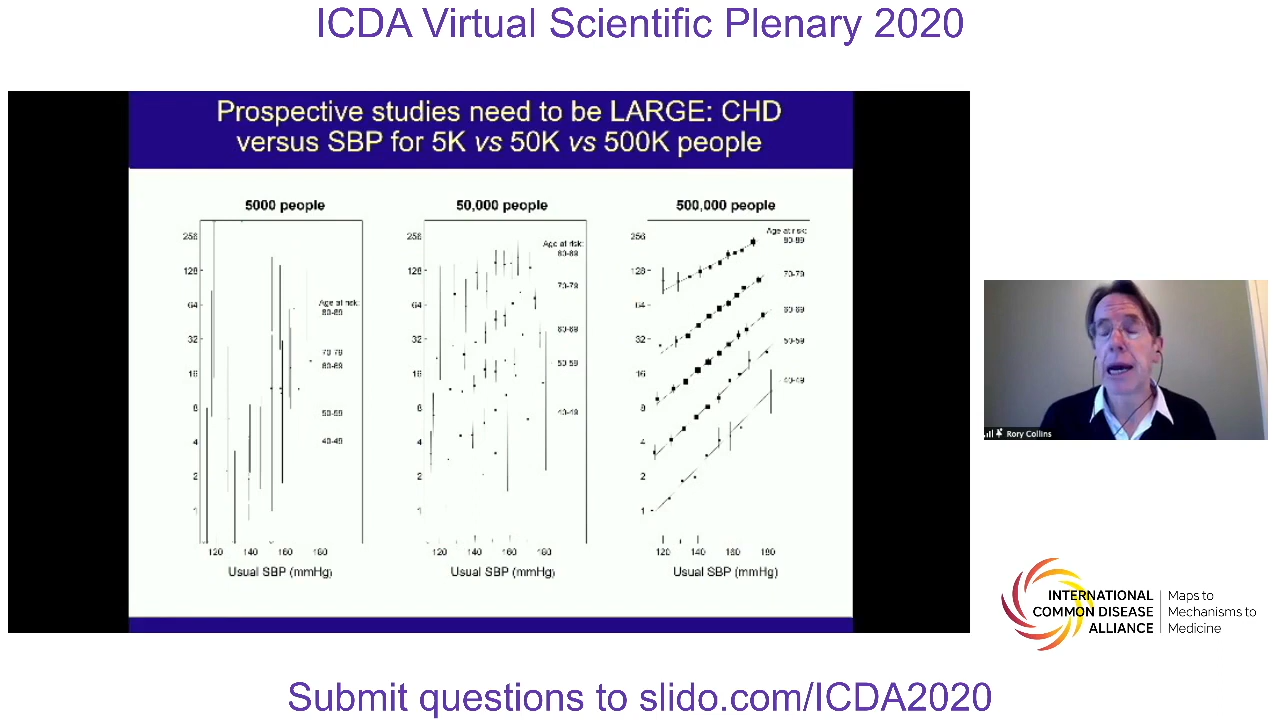 ICDA Virtual Scientific Plenary 2020
Prospective studies need to be LARGE: CHD
versus SBP for 5K vs 50K vs 500K people
5000 people
256
128
64
32
16
8
4
2
1
Age at risk:
80-89
70-79
60-69
50-59
40-49
120 140 160 180
Usual SBP (mmHg)
50,000 people
256
128
64
32
16
8
4
2
1
Age at risk:
80-89
70-79
60-69
50-59
40-49
120 140 160 180
Usual SBP (mmHg)
500,000 people
256
128
64
32
16
8
4
2
1
Age at risk:
80-89
70-79
60-69
50-59
40-49
120 140 160 180
Usual SBP (mmHg)
Rory Collins
INTERNATIONAL
COMMON DISEASE
ALLIANCE
Maps to
Mechanisms to
Medicine
Submit questions to slido.com/ICDA2020